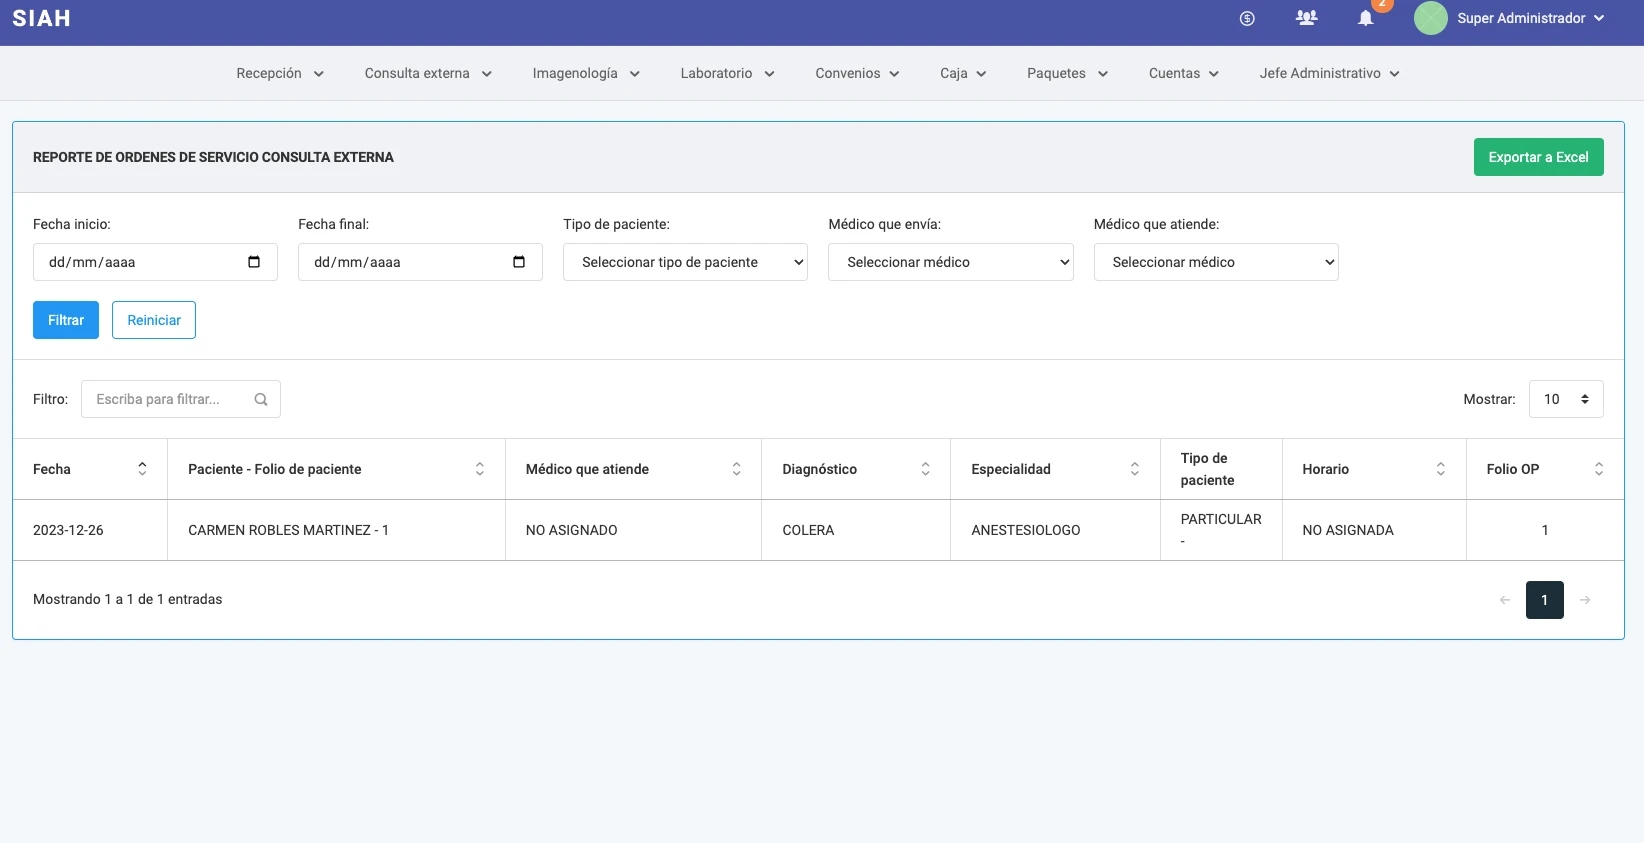 SIAH
2
Super Administrador
Recepción
Consulta externa
Imagenología
Laboratorio
Convenios
Caja
Paquetes
Cuentas
Jefe Administrativo
REPORTE DE ORDENES DE SERVICIO CONSULTA EXTERNA
Exportar a Excel
Fecha inicio:
Fecha final:
Tipo de paciente:
Médico que envía:
Médico que atiende:
dd/mm/aaaa
dd/mm/aaaa
Seleccionar tipo de paciente
Seleccionar médico
Seleccionar médico
Filtrar
Reiniciar
Filtro:
Escriba para filtrar...
Mostrar:
10
Fecha
Paciente - Folio de paciente
Médico que atiende
Diagnóstico
Especialidad
Tipo de
paciente
Horario
Folio OP
2023-12-26
CARMEN ROBLES MARTINEZ - 1
NO ASIGNADO
COLERA
ANESTESIOLOGO
PARTICULAR
-
NO ASIGNADA
1
Mostrando 1 a 1 de 1 entradas
← 1 →